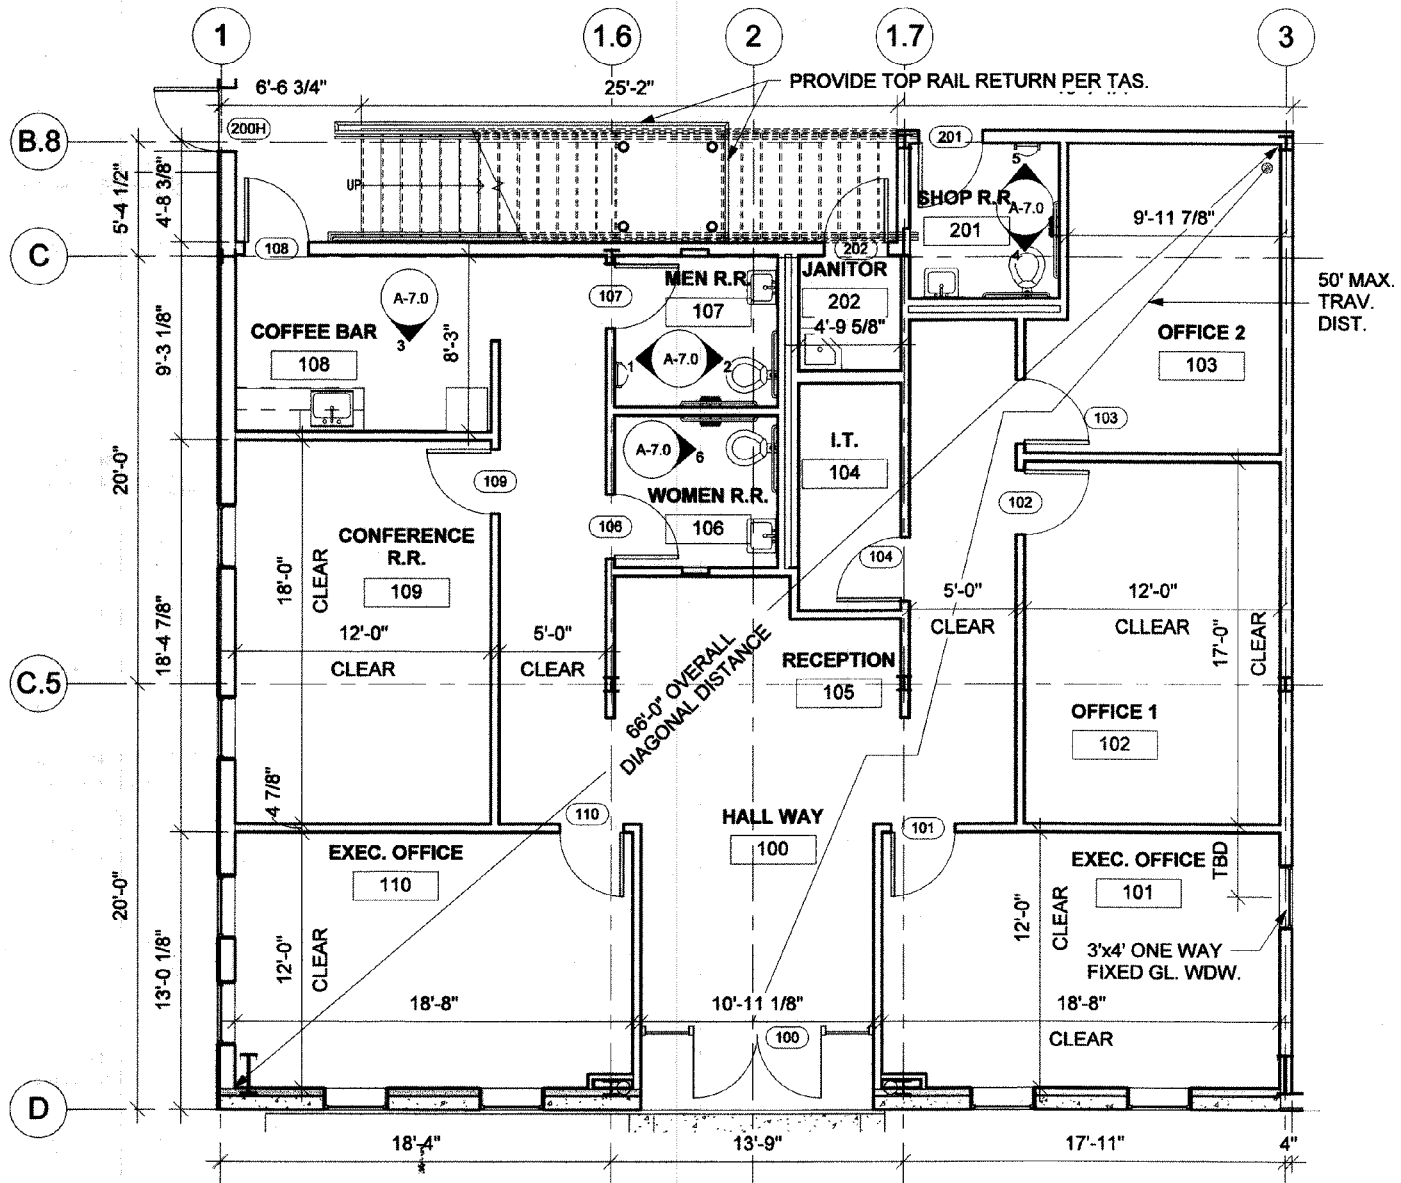 1
1.6
2
1.7
3
6'-6 3/4"
25'-2"
PROVIDE TOP RAIL RETURN PER TAS.
B.8
200H
201
5
5'-4 1/2"
4'-8 3/8"
UP
SHOP R.R.
A-7.0
201
9'-11 7/8"
4
C
108
202
MEN R.R.
JANITOR
50' MAX.
TRAV.
DIST.
A-7.0
107
107
202
COFFEE BAR
3
8'-3"
4'-9 5/8"
OFFICE 2
9'-3 1/8"
108
1
A-7.0
2
103
103
I.T.
A-7.0
6
104
20'-0"
109
WOMEN R.R.
102
CONFERENCE
R.R.
106
106
104
18'-0"
CLEAR
109
5'-0"
12'-0"
18'-4 7/8"
12'-0"
5'-0"
CLEAR
CLLEAR
17'-0"
CLEAR
CLEAR
CLEAR
66'-0" OVERALL
DIAGONAL DISTANCE
RECEPTION
105
C.5
OFFICE 1
102
4 7/8"
110
HALL WAY
101
100
EXEC. OFFICE
110
EXEC. OFFICE
101
TBD
20'-0"
12'-0"
CLEAR
12'-0"
CLEAR
3'x4' ONE WAY
FIXED GL. WDW.
13'-0 1/8"
18'-8"
10'-11 1/8"
18'-8"
100
CLEAR
D
18'-4"
13'-9"
17'-11"
4"